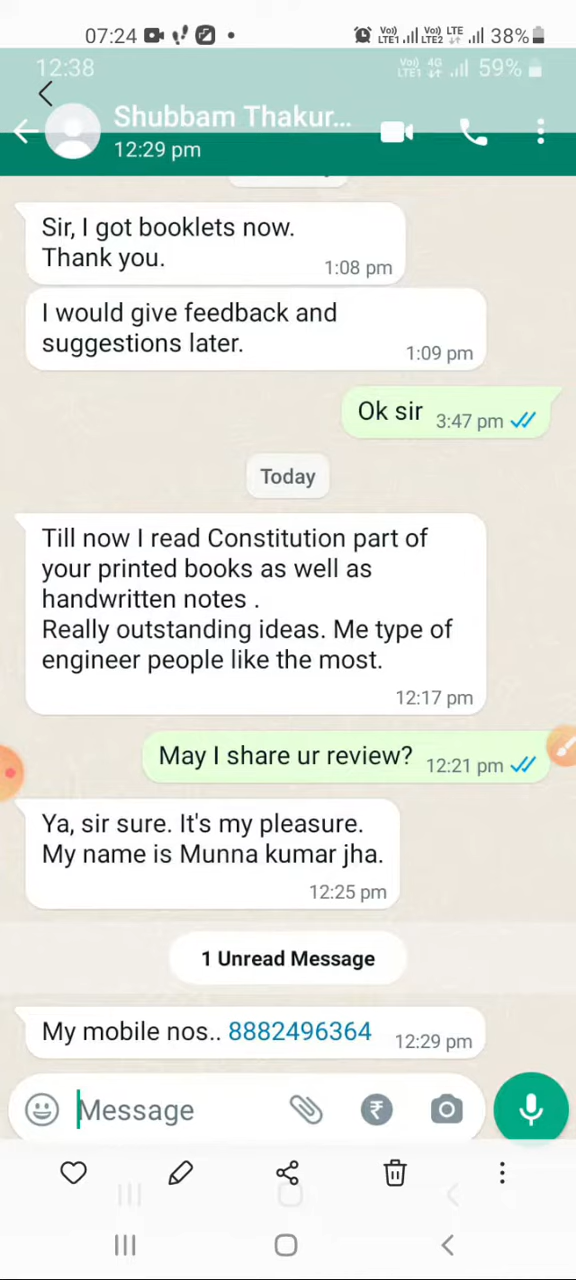 07:24 38%
12:38 59%
Shubbam Thakur...
12:29 pm
Sir, I got booklets now.
Thank you.
1:08 pm
I would give feedback and
suggestions later.
1:09 pm
Ok sir 3:47 pm
Today
Till now I read Constitution part of
your printed books as well as
handwritten notes .
Really outstanding ideas. Me type of
engineer people like the most.
12:17 pm
May I share ur review? 12:21 pm
Ya, sir sure. It's my pleasure.
My name is Munna kumar jha.
12:25 pm
1 Unread Message
My mobile nos.. 8882496364 12:29 pm
Message